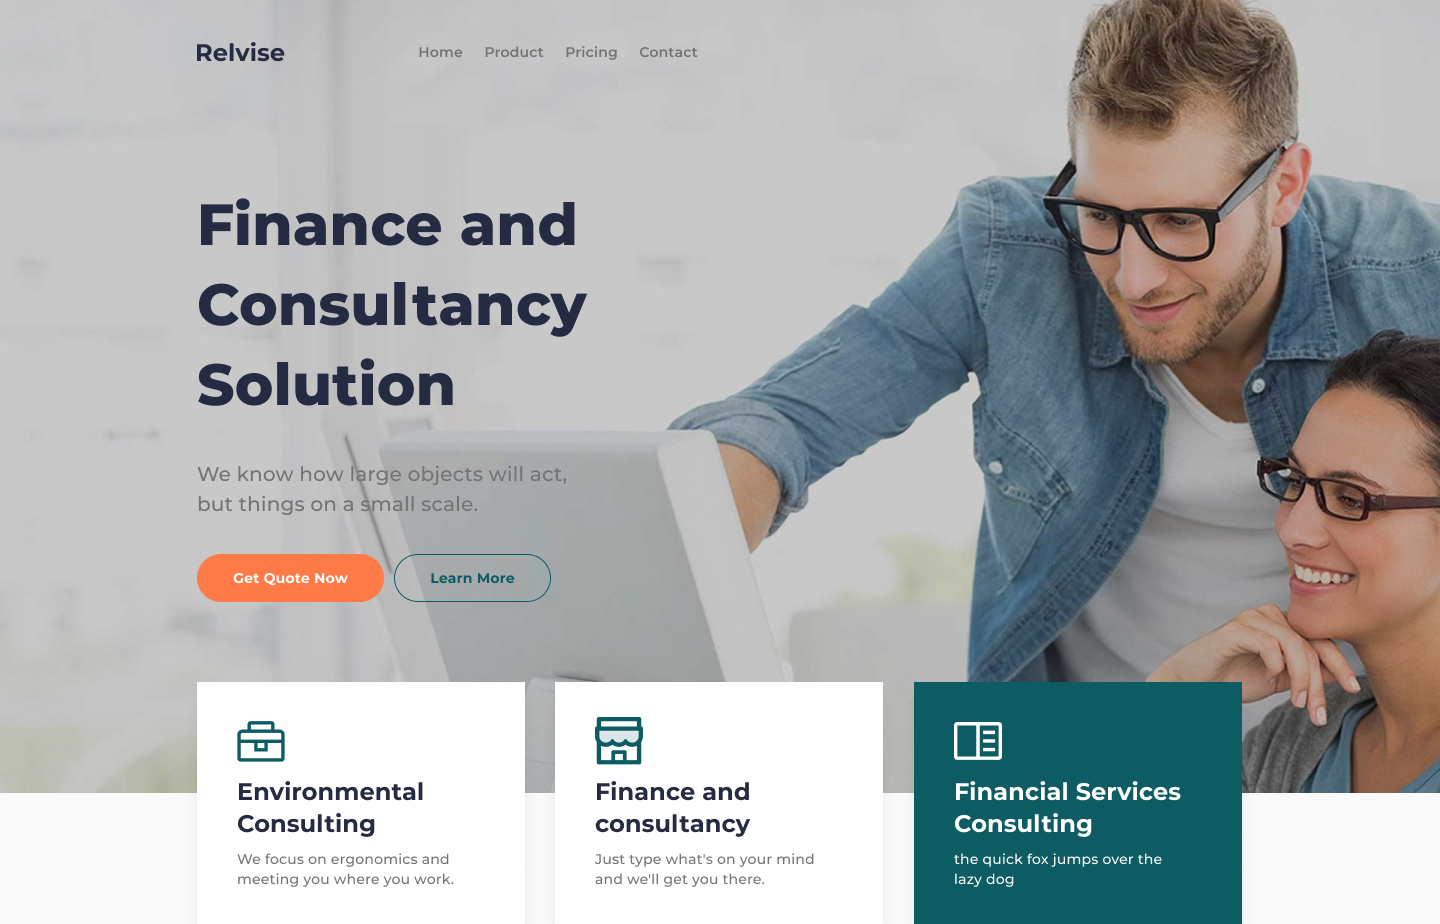 Relvise
Home Product Pricing Contact
Finance and
Consultancy
Solution
We know how large objects will act,
but things on a small scale.
Get Quote Now
Learn More
Environmental
Consulting
We focus on ergonomics and
meeting you where you work.
Finance and
consultancy
Just type what's on your mind
and we'll get you there.
Financial Services
Consulting
the quick fox jumps over the
lazy dog